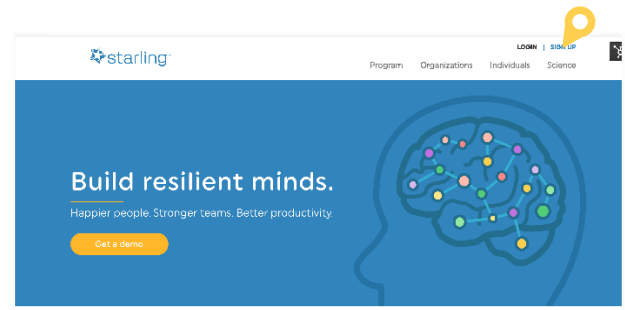 LOGIN | SIGN UP
starling
Program Organizations Individuals Science
Build resilient minds.
Happier people. Stronger teams. Better productivity.
Get a demo